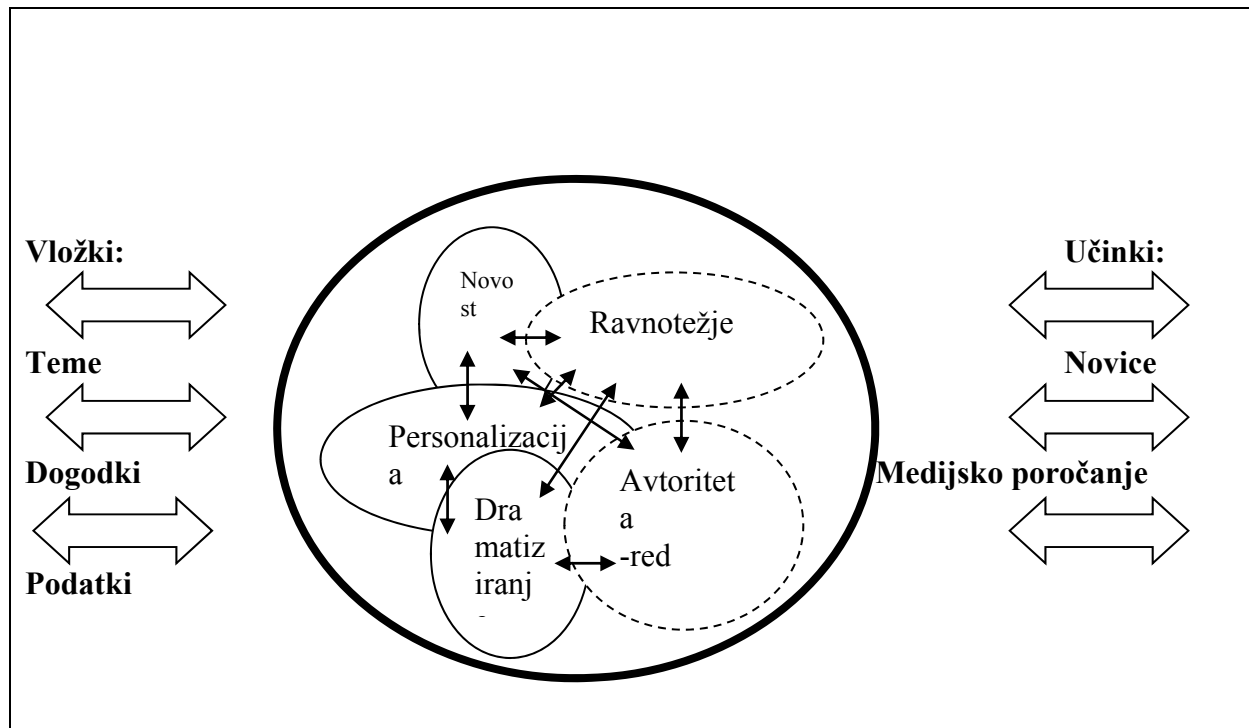 Vložki:
Teme
Dogodki
Podatki
Novo
st
Ravnotežje
Personalizacij
a
Dra
matiz
iranj
Avtoritet
a
-red
Učinki:
Novice
Medijsko poročanje